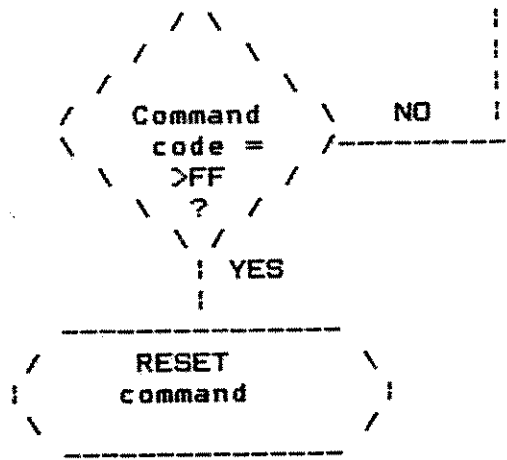 Command
code =
>FF
?
NO
YES
RESET
command